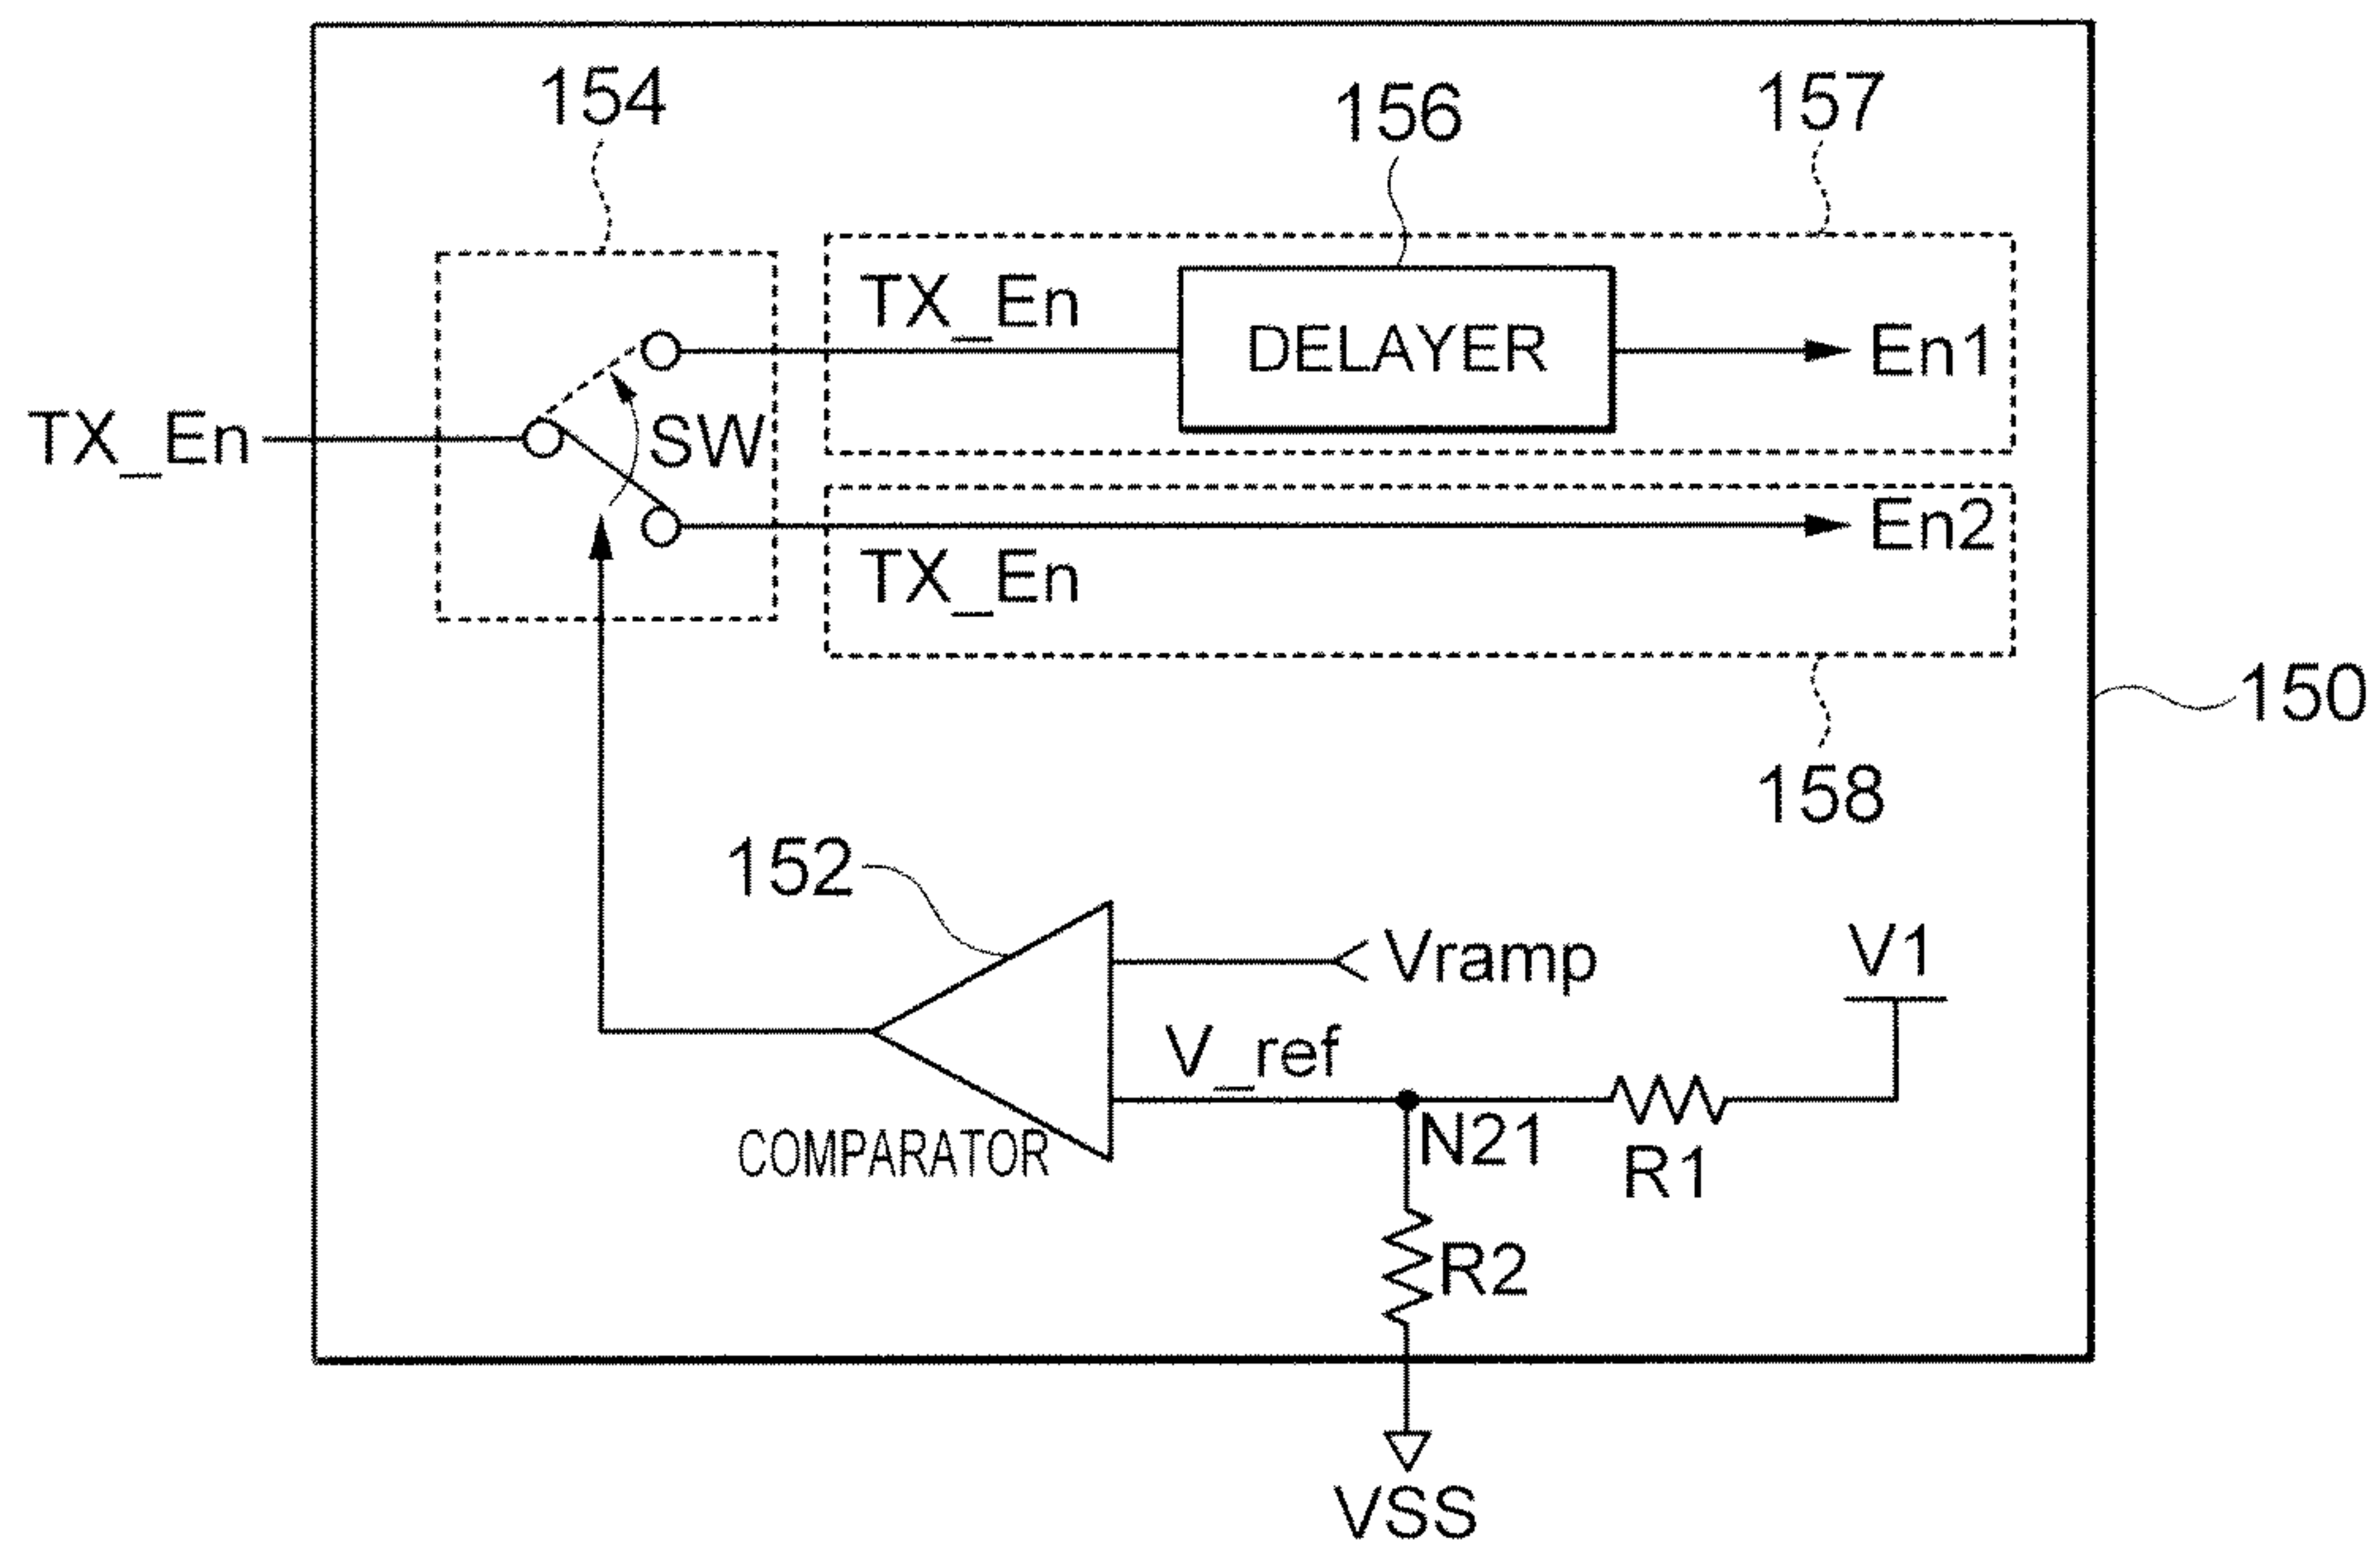 154
156
157
TX_En
DELAYER
En1
TX_En
SW
En2
TX_En
150
158
152
Vramp
V1
V_ref
N21
COMPARATOR
R1
R2
VSS